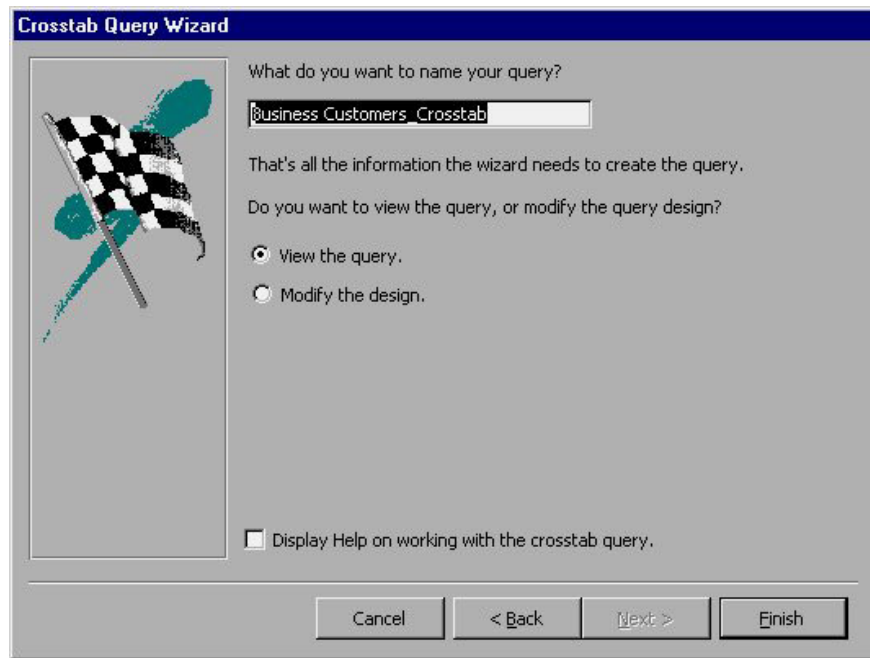 Crosstab Query Wizard
What do you want to name your query?
Business Customers_Crosstab
That's all the information the wizard needs to create the query.
Do you want to view the query, or modify the query design?
View the query.
Modify the design.
Display Help on working with the crosstab query.
Cancel
< Back
Next >
Finish